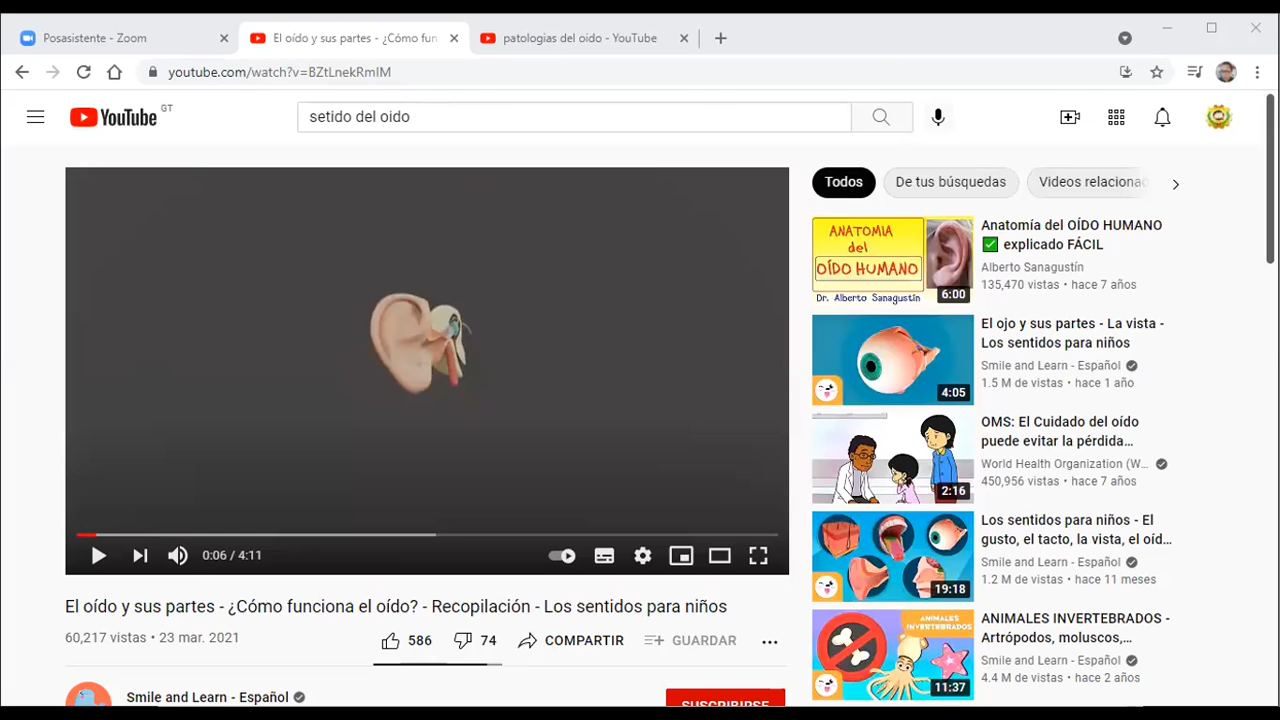 Posasistente - Zoom
El oído y sus partes - ¿Cómo fun
patologias del oido - YouTube
youtube.com/watch?v=BZtLnekRmIM
YouTube GT
setido del oido
Todos
De tus búsquedas
Videos relaciona
ANATOMIA
del
OÍDO HUMANO
Dr. Alberto Sanagustín
6:00
Anatomía del OÍDO HUMANO
✅ explicado FÁCIL
Alberto Sanagustín
135,470 vistas • hace 7 años
4:05
El ojo y sus partes - La vista -
Los sentidos para niños
Smile and Learn - Español
1.5 M de vistas • hace 1 año
2:16
OMS: El Cuidado del oído
puede evitar la pérdida…
World Health Organization (W…
450,956 vistas • hace 7 años
19:18
Los sentidos para niños - El
gusto, el tacto, la vista, el oíd…
Smile and Learn - Español
1.2 M de vistas • hace 11 meses
ANIMALES
INVERTEBRADOS
11:37
ANIMALES INVERTEBRADOS -
Artrópodos, moluscos,…
Smile and Learn - Español
4.4 M de vistas • hace 2 años
0:06 / 4:11
El oído y sus partes - ¿Cómo funciona el oído? - Recopilación - Los sentidos para niños
60,217 vistas • 23 mar. 2021
586
74
COMPARTIR
GUARDAR
Smile and Learn - Español
SUSCRIBIRSE